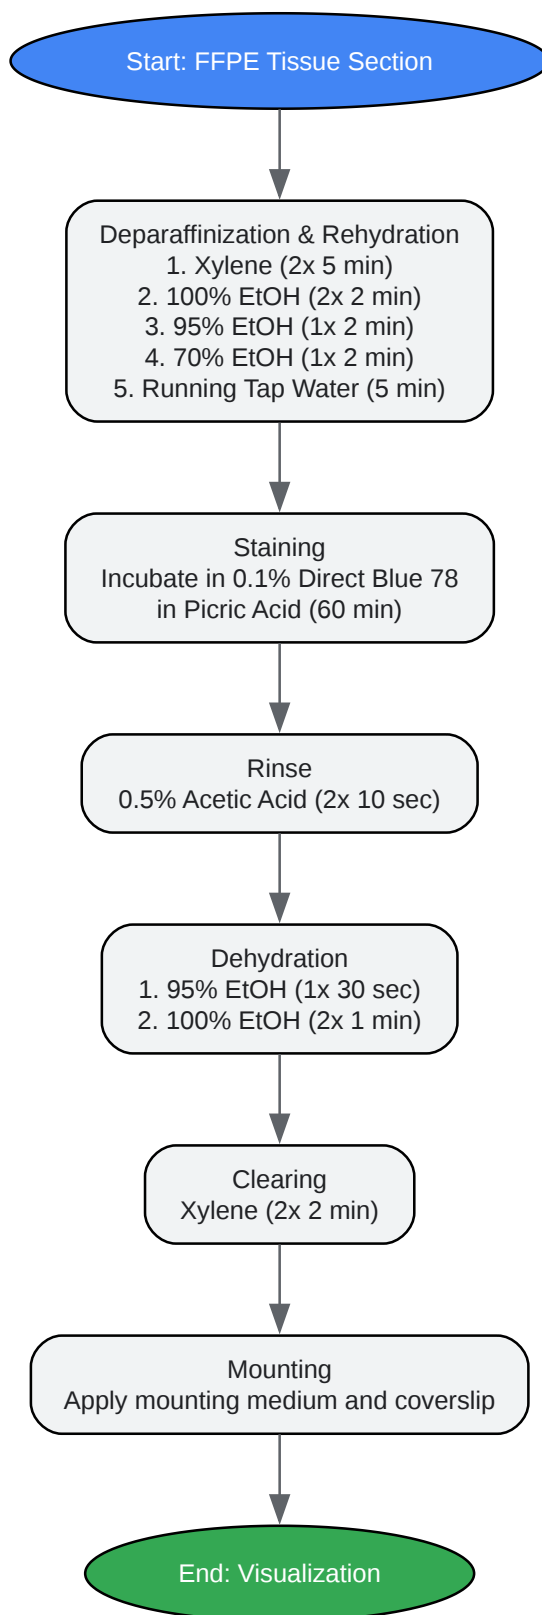 Start: FFPE Tissue Section
Deparaffinization & Rehydration
1. Xylene (2x 5 min)
2. 100% EtOH (2x 2 min)
3. 95% EtOH (1x 2 min)
4. 70% EtOH (1x 2 min)
5. Running Tap Water (5 min)
Staining
Incubate in 0.1% Direct Blue 78
in Picric Acid (60 min)
Rinse
0.5% Acetic Acid (2x 10 sec)
Dehydration
1. 95% EtOH (1x 30 sec)
2. 100% EtOH (2x 1 min)
Clearing
Xylene (2x 2 min)
Mounting
Apply mounting medium and coverslip
End: Visualization